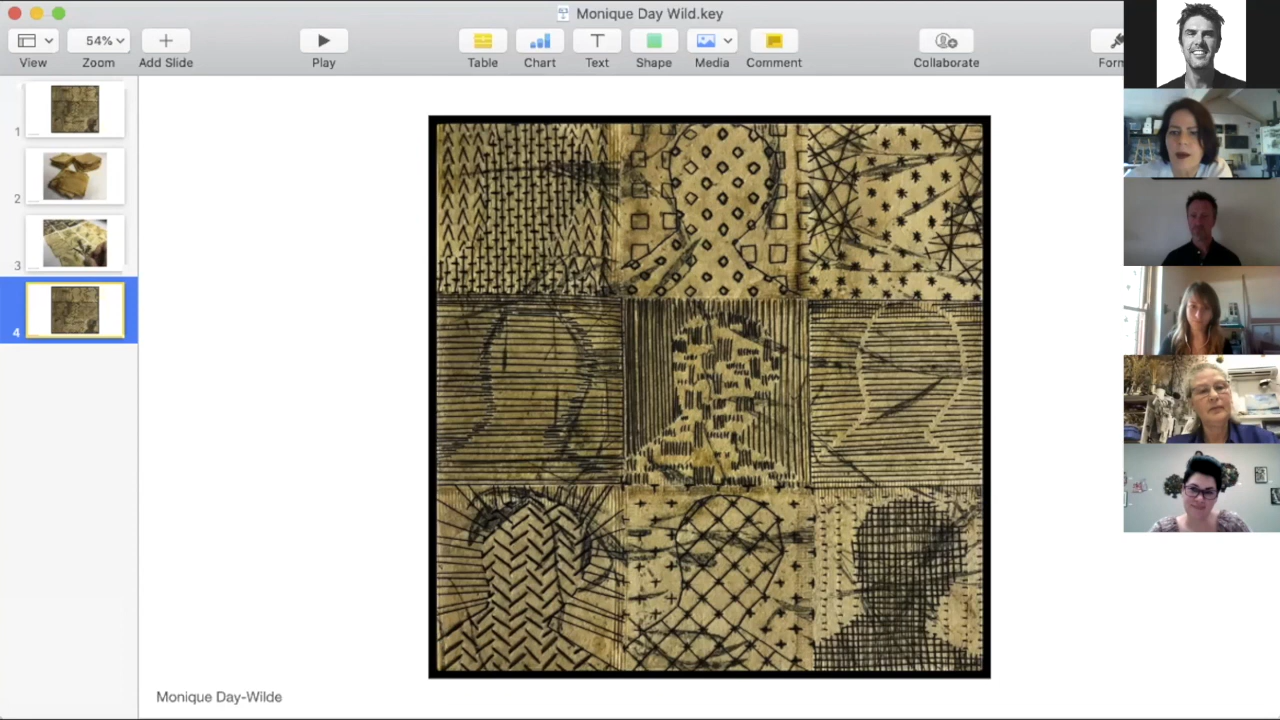 Monique Day Wild.key
54%
View
Zoom
Add Slide
Play
Table
Chart
Text
Shape
Media
Comment
Collaborate
Form
1
2
3
4
Monique Day-Wilde